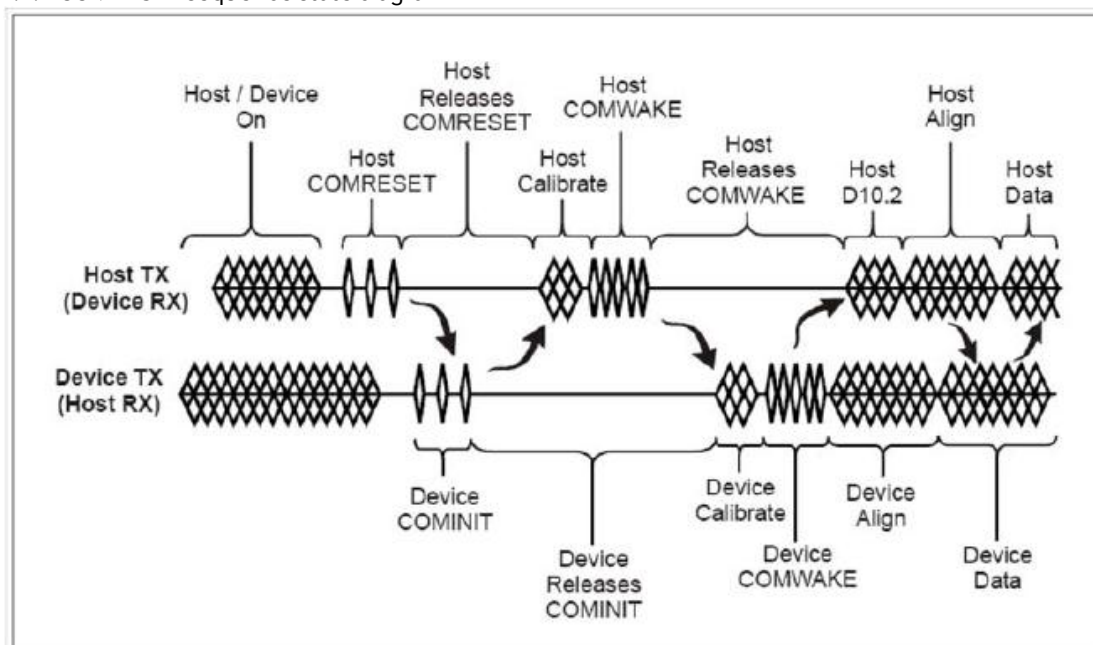 Host / Device
On
Host
COMRESET
Host
Releases
COMRESET
Host
Calibrate
Host
COMWAKE
Host
Releases
COMWAKE
Host
D10.2
Host
Align
Host
Data
Host TX
(Device RX)
Device TX
(Host RX)
Device
COMINIT
Device
Releases
COMINIT
Device
Calibrate
Device
COMWAKE
Device
Align
Device
Data